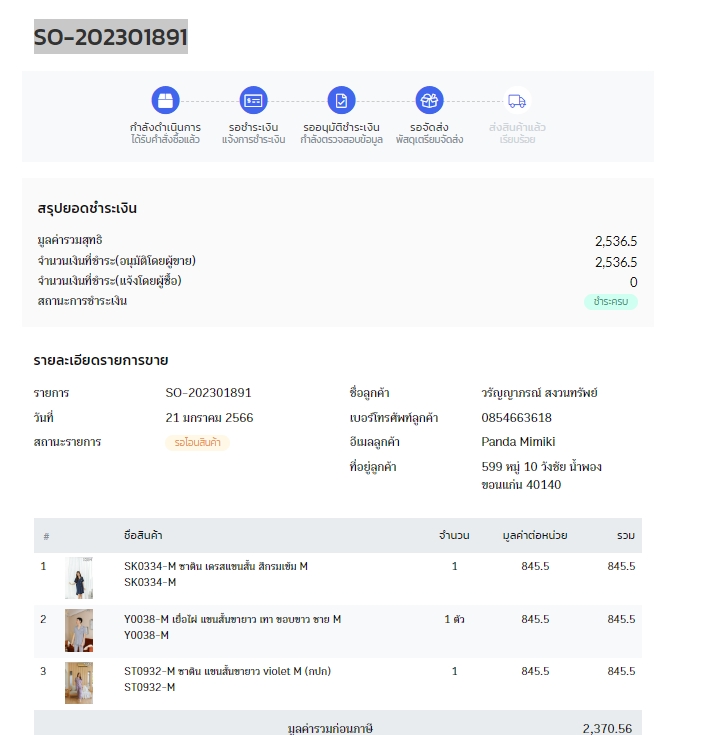 SO-202301891
กำลังดำเนินการ
ได้รับคำสั่งซื้อแล้ว
รอชำระเงิน
แจ้งการชำระเงิน
รออนุมัติชำระเงิน
กำลังตรวจสอบข้อมูล
รอจัดส่ง
พัสดุเตรียมจัดส่ง
ส่งสินค้าแล้ว
เรียบร้อย
สรุปยอดชำระเงิน
มูลค่ารวมสุทธิ 2,536.5
จำนวนเงินที่ชำระ(อนุมัติโดยผู้ขาย) 2,536.5
จำนวนเงินที่ชำระ(แจ้งโดยผู้ซื้อ) 0
สถานะการชำระเงิน ชำระครบ
รายละเอียดรายการขาย
รายการ SO-202301891
วันที่ 21 มกราคม 2566
สถานะรายการ รอโอนสินค้า
ชื่อลูกค้า วรัญญาภรณ์ สงวนทรัพย์
เบอร์โทรศัพท์ลูกค้า 0854663618
อีเมลลูกค้า Panda Mimiki
ที่อยู่ลูกค้า 599 หมู่ 10 วังชัย น้ำพอง
ขอนแก่น 40140
# ชื่อสินค้า จำนวน มูลค่าต่อหน่วย รวม
1 SK0334-M ซาติน เดรสแขนสั้น สีกรมเข้ม M 1 845.5 845.5
SK0334-M
2 Y0038-M เยื่อไผ่ แขนสั้นขายาว เทา ขอบขาว ชาย M 1 ตัว 845.5 845.5
Y0038-M
3 ST0932-M ซาติน แขนสั้นขายาว violet M (กปก) 1 845.5 845.5
ST0932-M
มูลค่ารวมก่อนภาษี 2,370.56